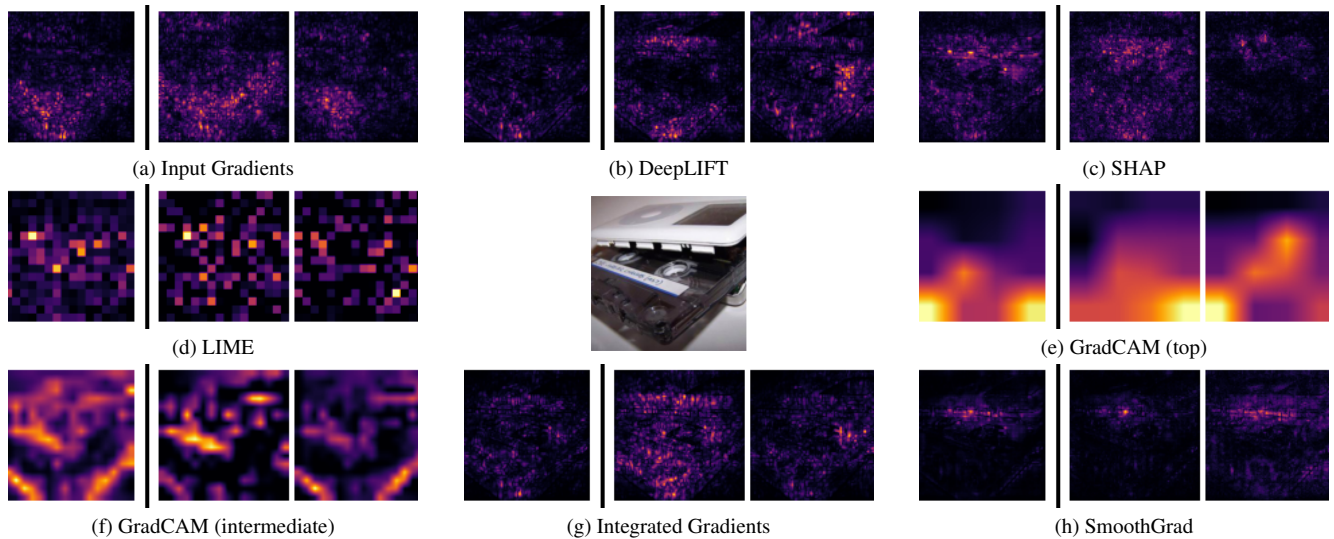 (a) Input Gradients
(b) DeepLIFT
(c) SHAP
(d) LIME
(e) GradCAM (top)
(f) GradCAM (intermediate)
(g) Integrated Gradients
(h) SmoothGrad